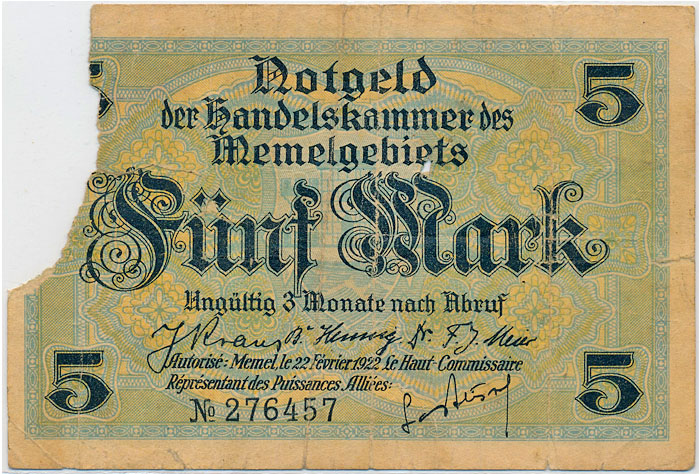 Notgeld
5
der Handelskammer des
Memelgebiets
Fünf Mark
Ungültig 3 Monate nach Abruf
Autorisé - Memel, le 22 Février 1922 Le Haut-Commissaire
Représentant des Puissances Alliées:
5
№ 276457
5